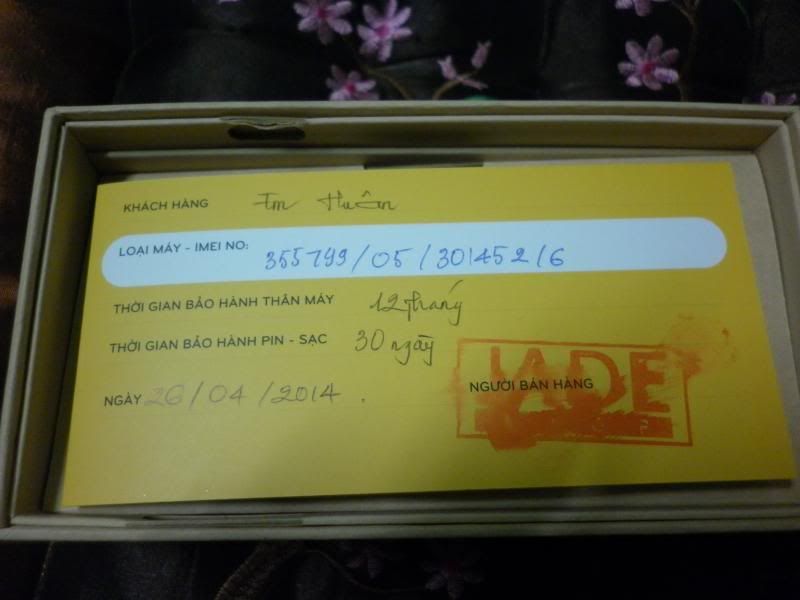 KHÁCH HÀNG Em Huân
LOẠI MÁY - IMEI NO: 355799/05/301452/6
THỜI GIAN BẢO HÀNH THÂN MÁY 12 tháng
THỜI GIAN BẢO HÀNH PIN - SẠC 30 ngày
NGÀY 26/04/2014.
NGƯỜI BÁN HÀNG
JADE